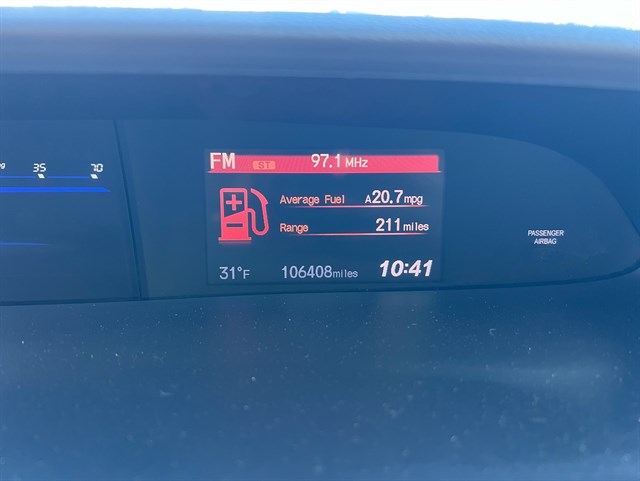 35 70
FM ST 97.1 MHz
Average Fuel A20.7mpg
Range 211 miles
31°F 106408miles 10:41
PASSENGER
AIRBAG